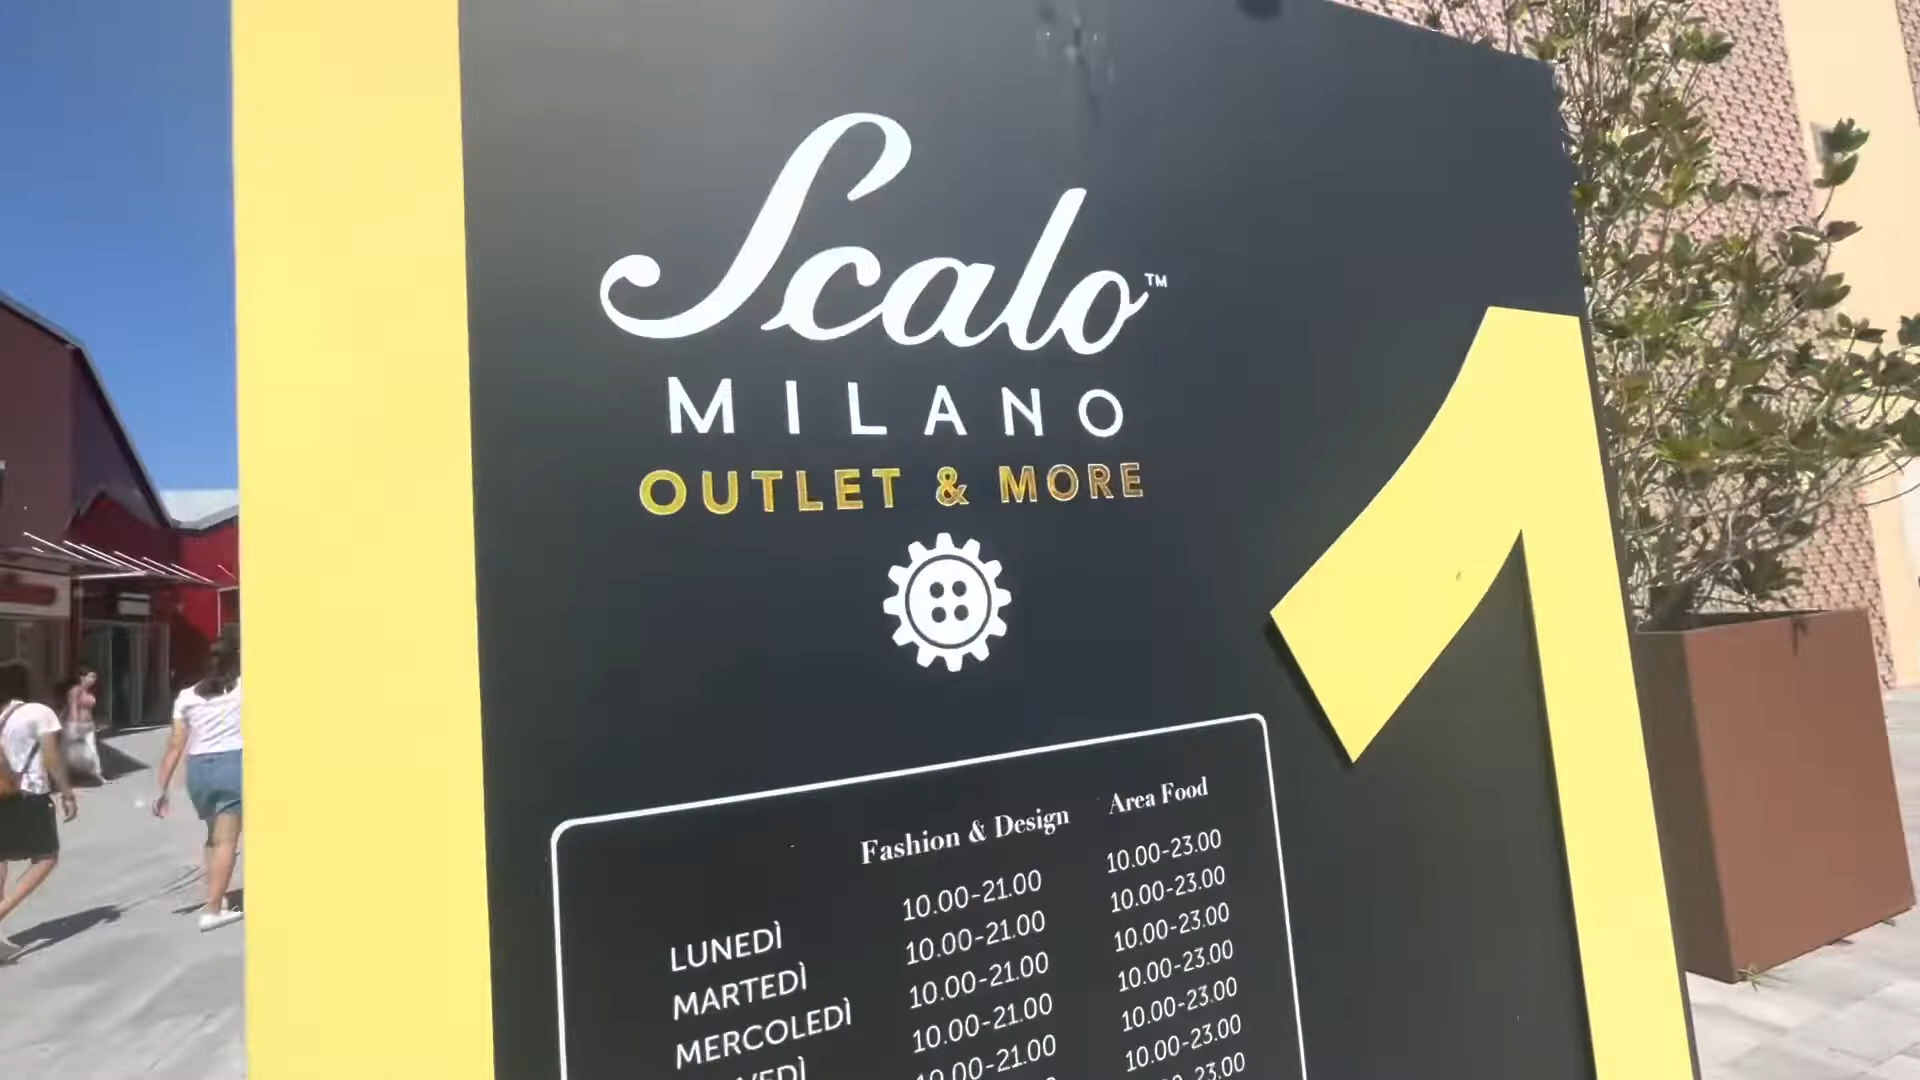 Scalo™
MILANO
OUTLET & MORE
1
Fashion & Design Area Food
LUNEDÌ 10.00-21.00 10.00-23.00
MARTEDÌ 10.00-21.00 10.00-23.00
MERCOLEDÌ 10.00-21.00 10.00-23.00
10.00-21.00 10.00-23.00
10.00-21.00 10.00-23.00
10.00-23.00